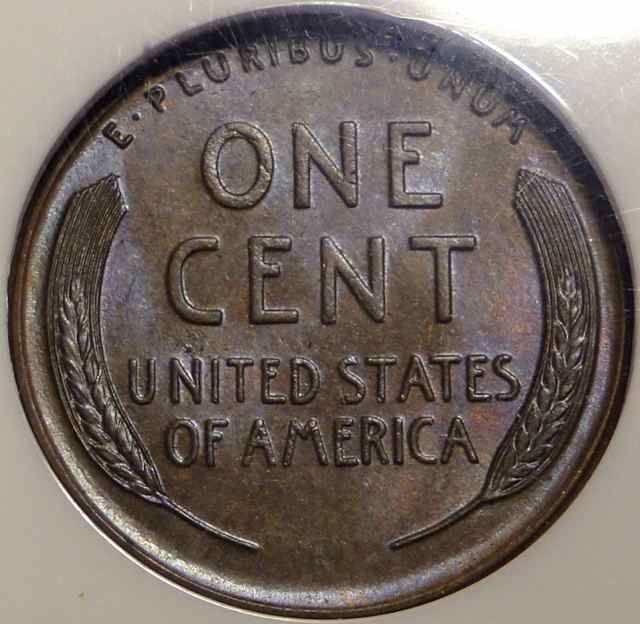 E·PLURIBUS·UNUM
ONE
CENT
UNITED STATES
OF AMERICA